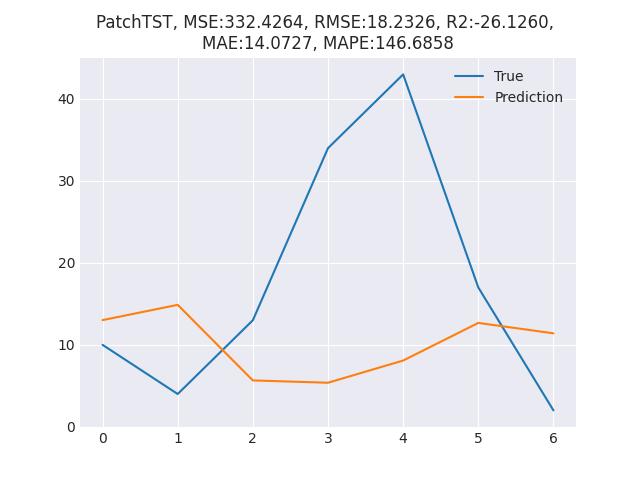 PatchTST, MSE:332.4264, RMSE:18.2326, R2:-26.1260,
MAE:14.0727, MAPE:146.6858
True
Prediction
40
30
20
10
0
0 1 2 3 4 5 6